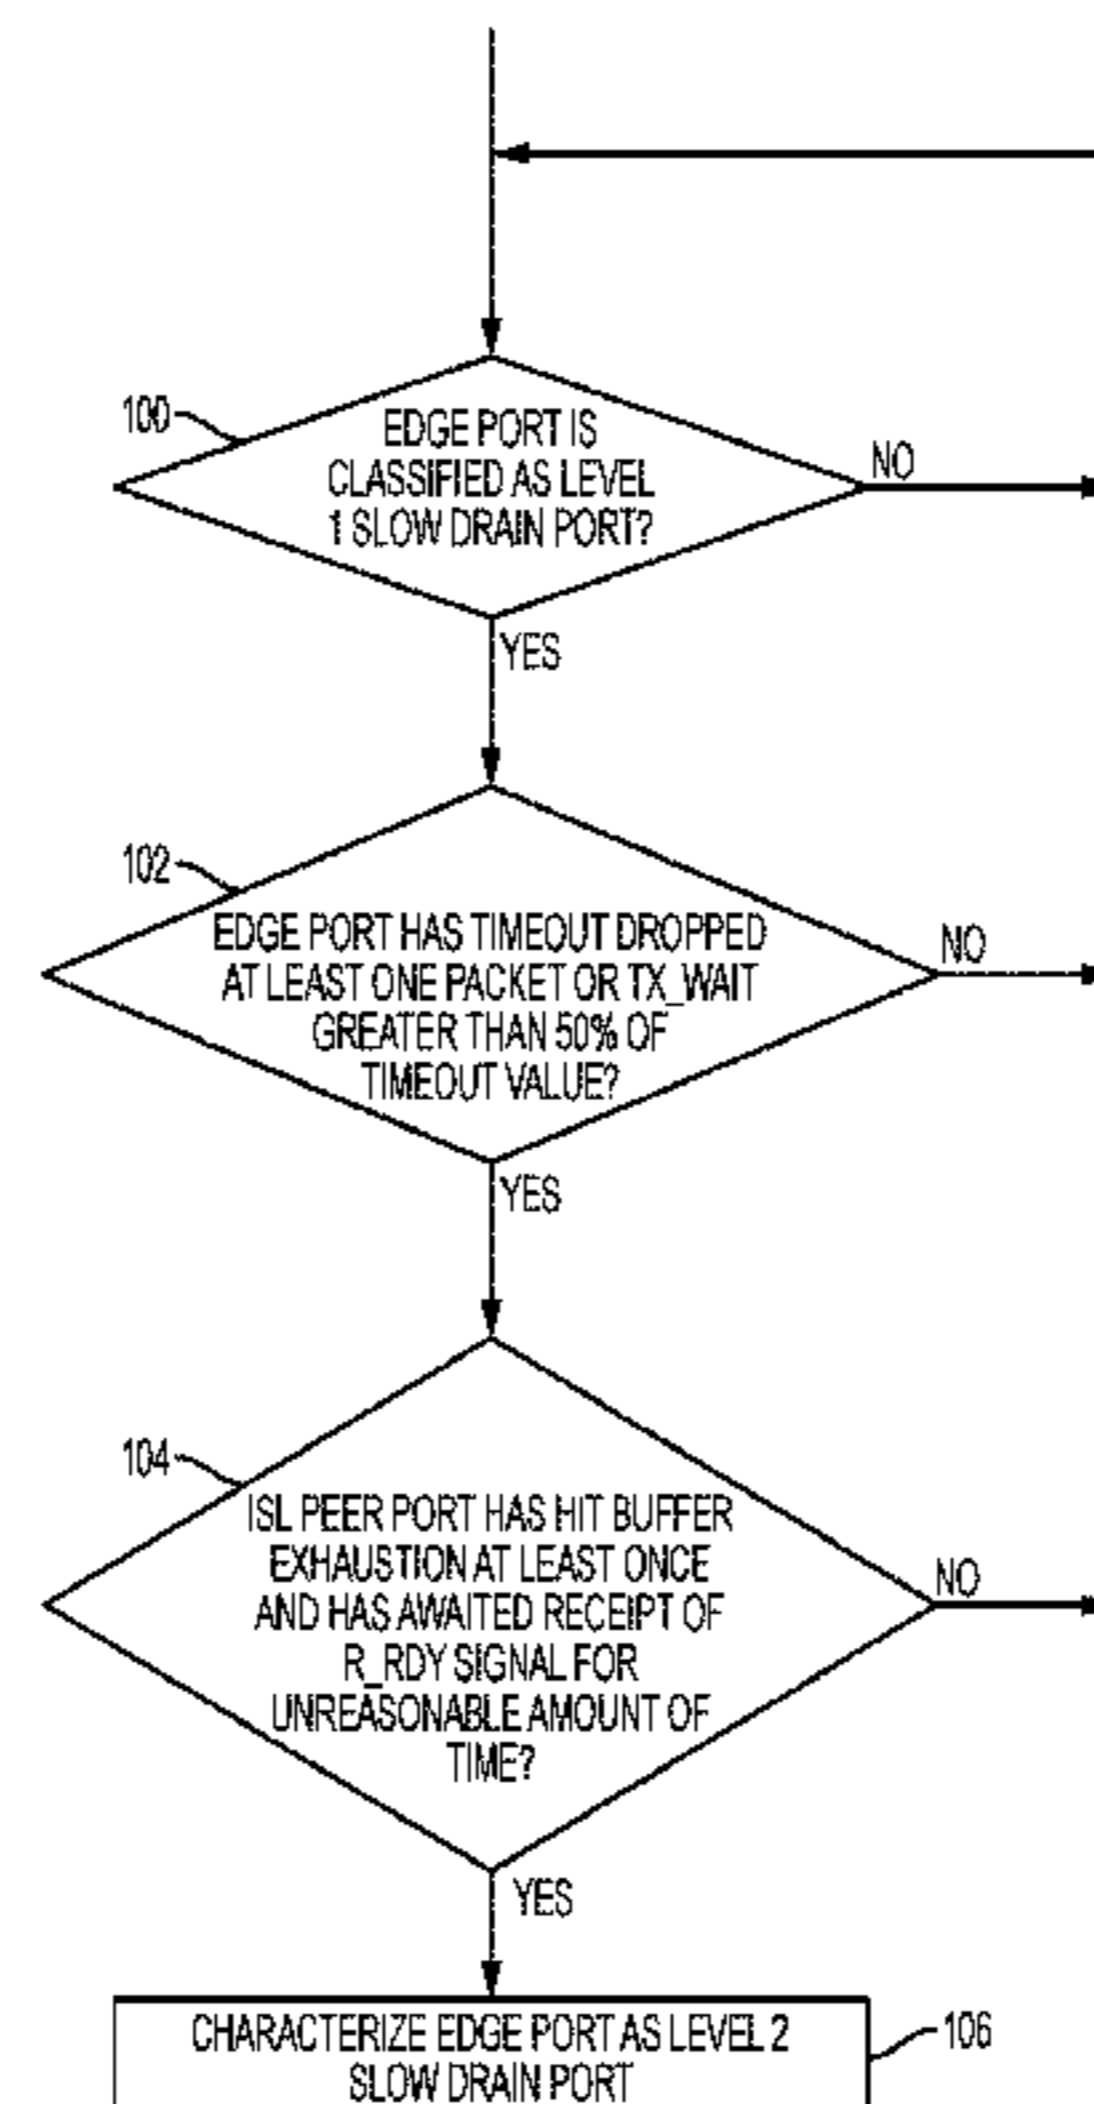 100
EDGE PORT IS
CLASSIFIED AS LEVEL
1 SLOW DRAIN PORT?
NO
YES
102
EDGE PORT HAS TIMEOUT DROPPED
AT LEAST ONE PACKET OR TX_WAIT
GREATER THAN 50% OF
TIMEOUT VALUE?
NO
YES
104
ISL PEER PORT HAS HIT BUFFER
EXHAUSTION AT LEAST ONCE
AND HAS AWAITED RECEIPT OF
R_RDY SIGNAL FOR
UNREASONABLE AMOUNT OF
TIME?
NO
YES
CHARACTERIZE EDGE PORT AS LEVEL 2
SLOW DRAIN PORT
106